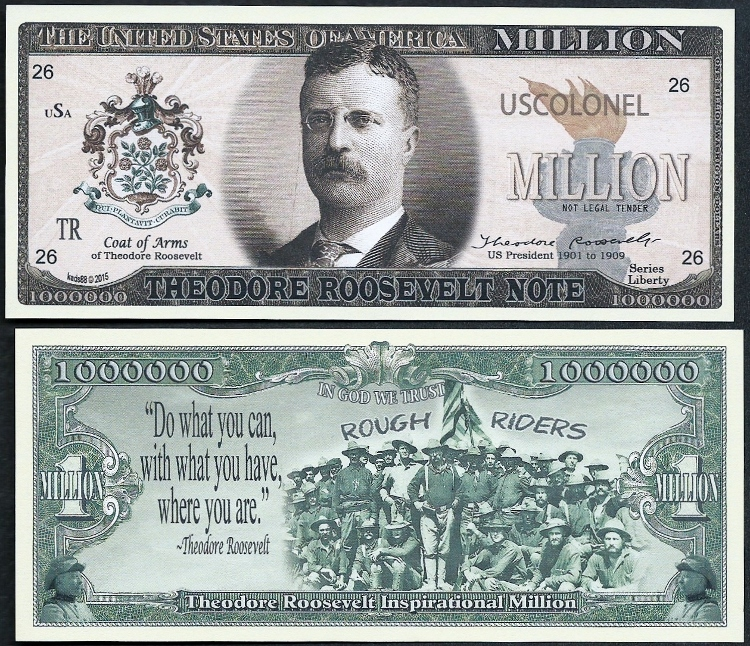 THE UNITED STATES OF AMERICA MILLION
26
26
USA
USCOLONEL
MILLION
NOT LEGAL TENDER
QUI·PLANTAVIT·CURABIT
TR
Coat of Arms
of Theodore Roosevelt
Theodore Roosevelt
US President 1901 to 1909
26
26
kads88 © 2015
Series
Liberty
1000000
THEODORE ROOSEVELT NOTE
1000000
1000000
1000000
IN GOD WE TRUST
ROUGH RIDERS
"Do what you can,
with what you have,
where you are."
~Theodore Roosevelt
1
MILLION
1
MILLION
Theodore Roosevelt Inspirational Million